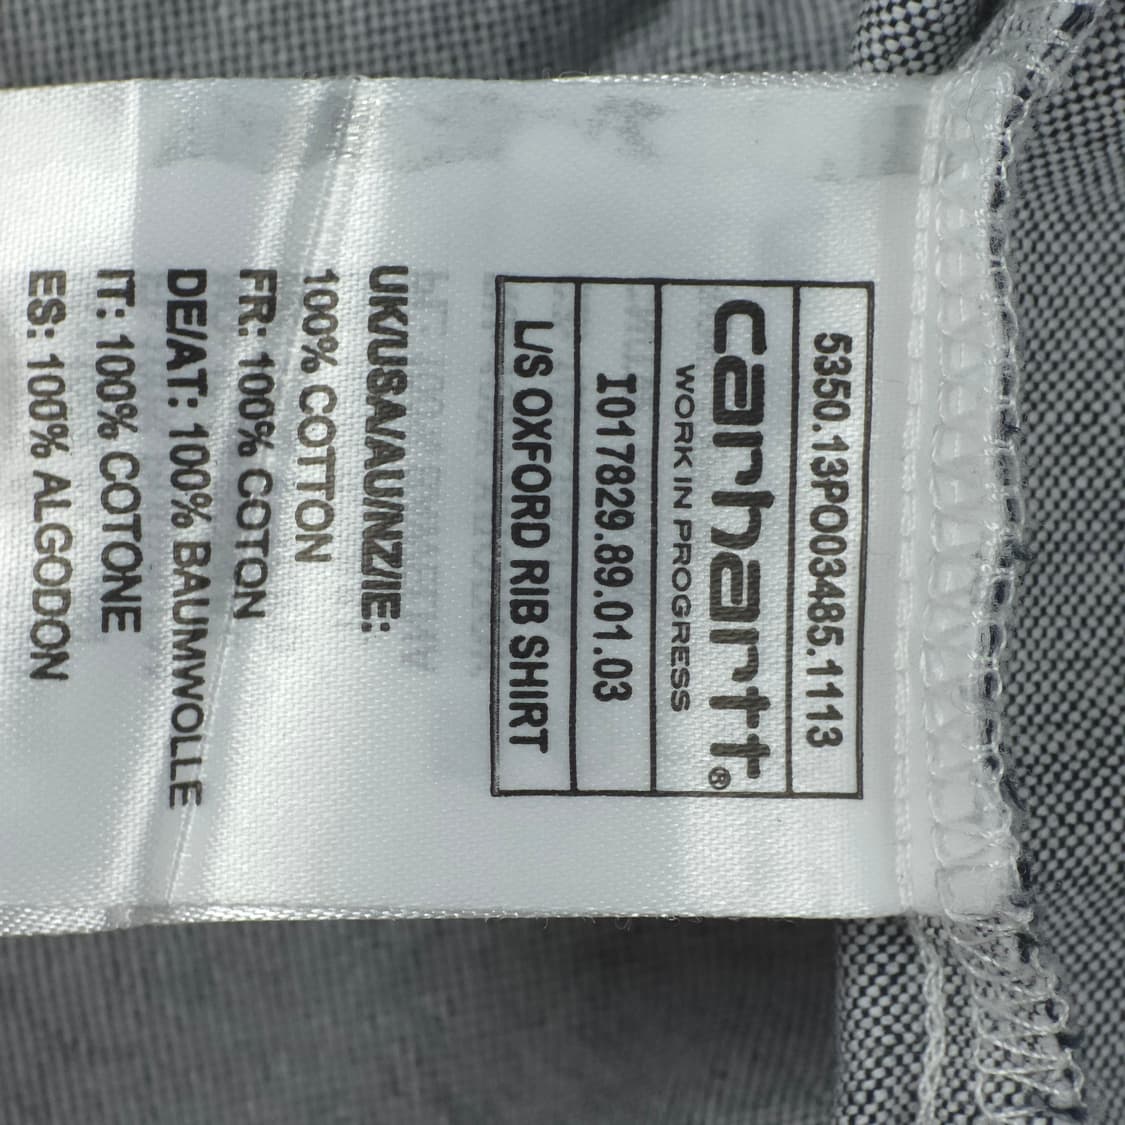 5350.13PO03485.1113
carhartt®
WORK IN PROGRESS
I017829.89.01.03
L/S OXFORD RIB SHIRT
UK/USA/AU/NZ/IE:
100% COTTON
FR: 100% COTON
DE/AT: 100% BAUMWOLLE
IT: 100% COTONE
ES: 100% ALGODON